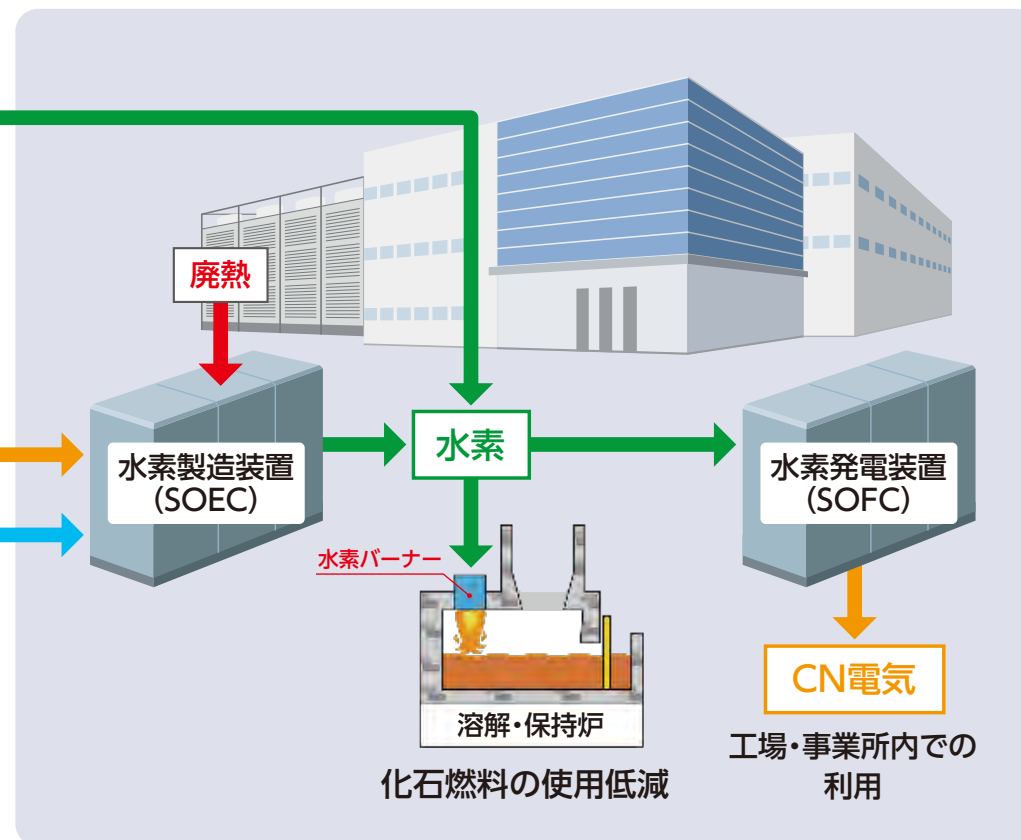 廃熱
水素製造装置
(SOEC)
水素
水素発電装置
(SOFC)
水素バーナー
溶解・保持炉
化石燃料の使用低減
CN電気
工場・事業所内での
利用